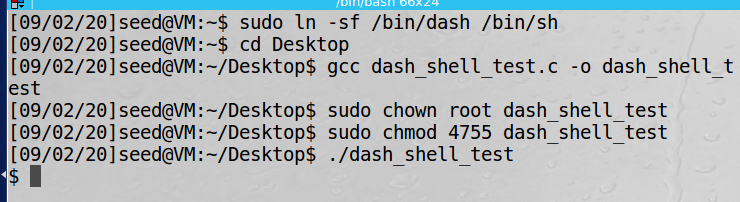 /bin/bash 66x24
[09/02/20]seed@VM:~$ sudo ln -sf /bin/dash /bin/sh
[09/02/20]seed@VM:~$ cd Desktop
[09/02/20]seed@VM:~/Desktop$ gcc dash_shell_test.c -o dash_shell_t
est
[09/02/20]seed@VM:~/Desktop$ sudo chown root dash_shell_test
[09/02/20]seed@VM:~/Desktop$ sudo chmod 4755 dash_shell_test
[09/02/20]seed@VM:~/Desktop$ ./dash_shell_test
$